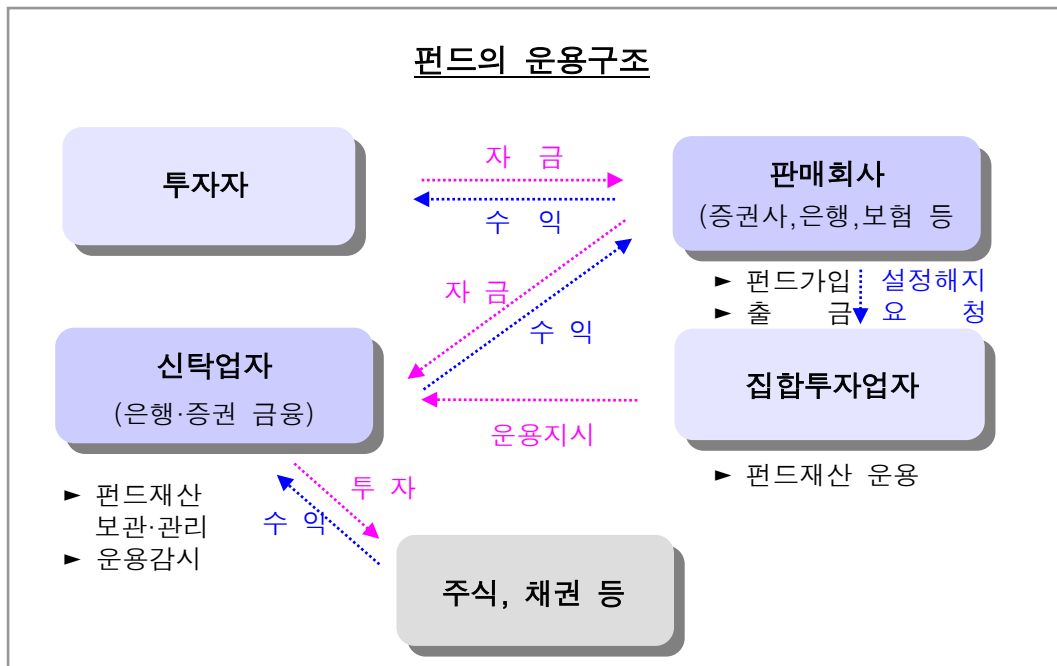 펀드의 운용구조
투자자
자 금
수 익
판매회사
(증권사,은행,보험 등
► 펀드가입
► 출 금
설정해지
요 청
자 금
수 익
신탁업자
(은행·증권 금융)
집합투자업자
운용지시
► 펀드재산 운용
► 펀드재산
보관·관리
► 운용감시
투 자
수 익
주식, 채권 등